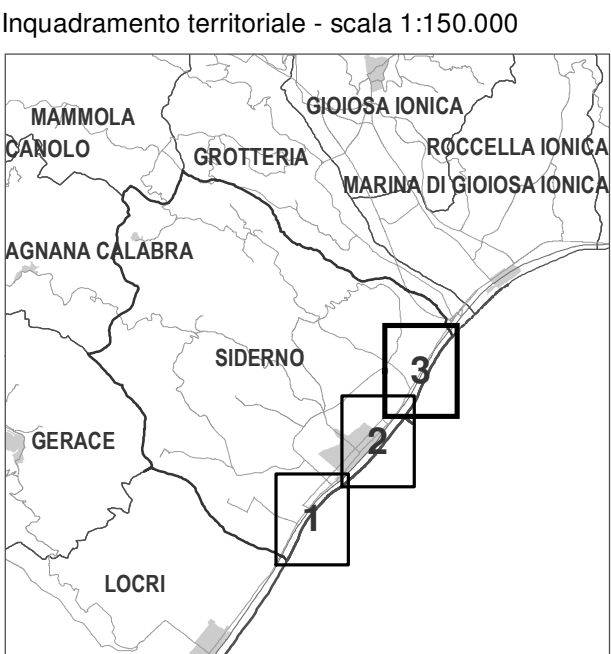 Inquadramento territoriale - scala 1:150.000
GIOIOSA IONICA
MAMMOLA
CANOLO
GROTTERIA
ROCCELLA IONICA
MARINA DI GIOIOSA IONICA
AGNANA CALABRA
SIDERNO
3
GERACE
2
1
LOCRI